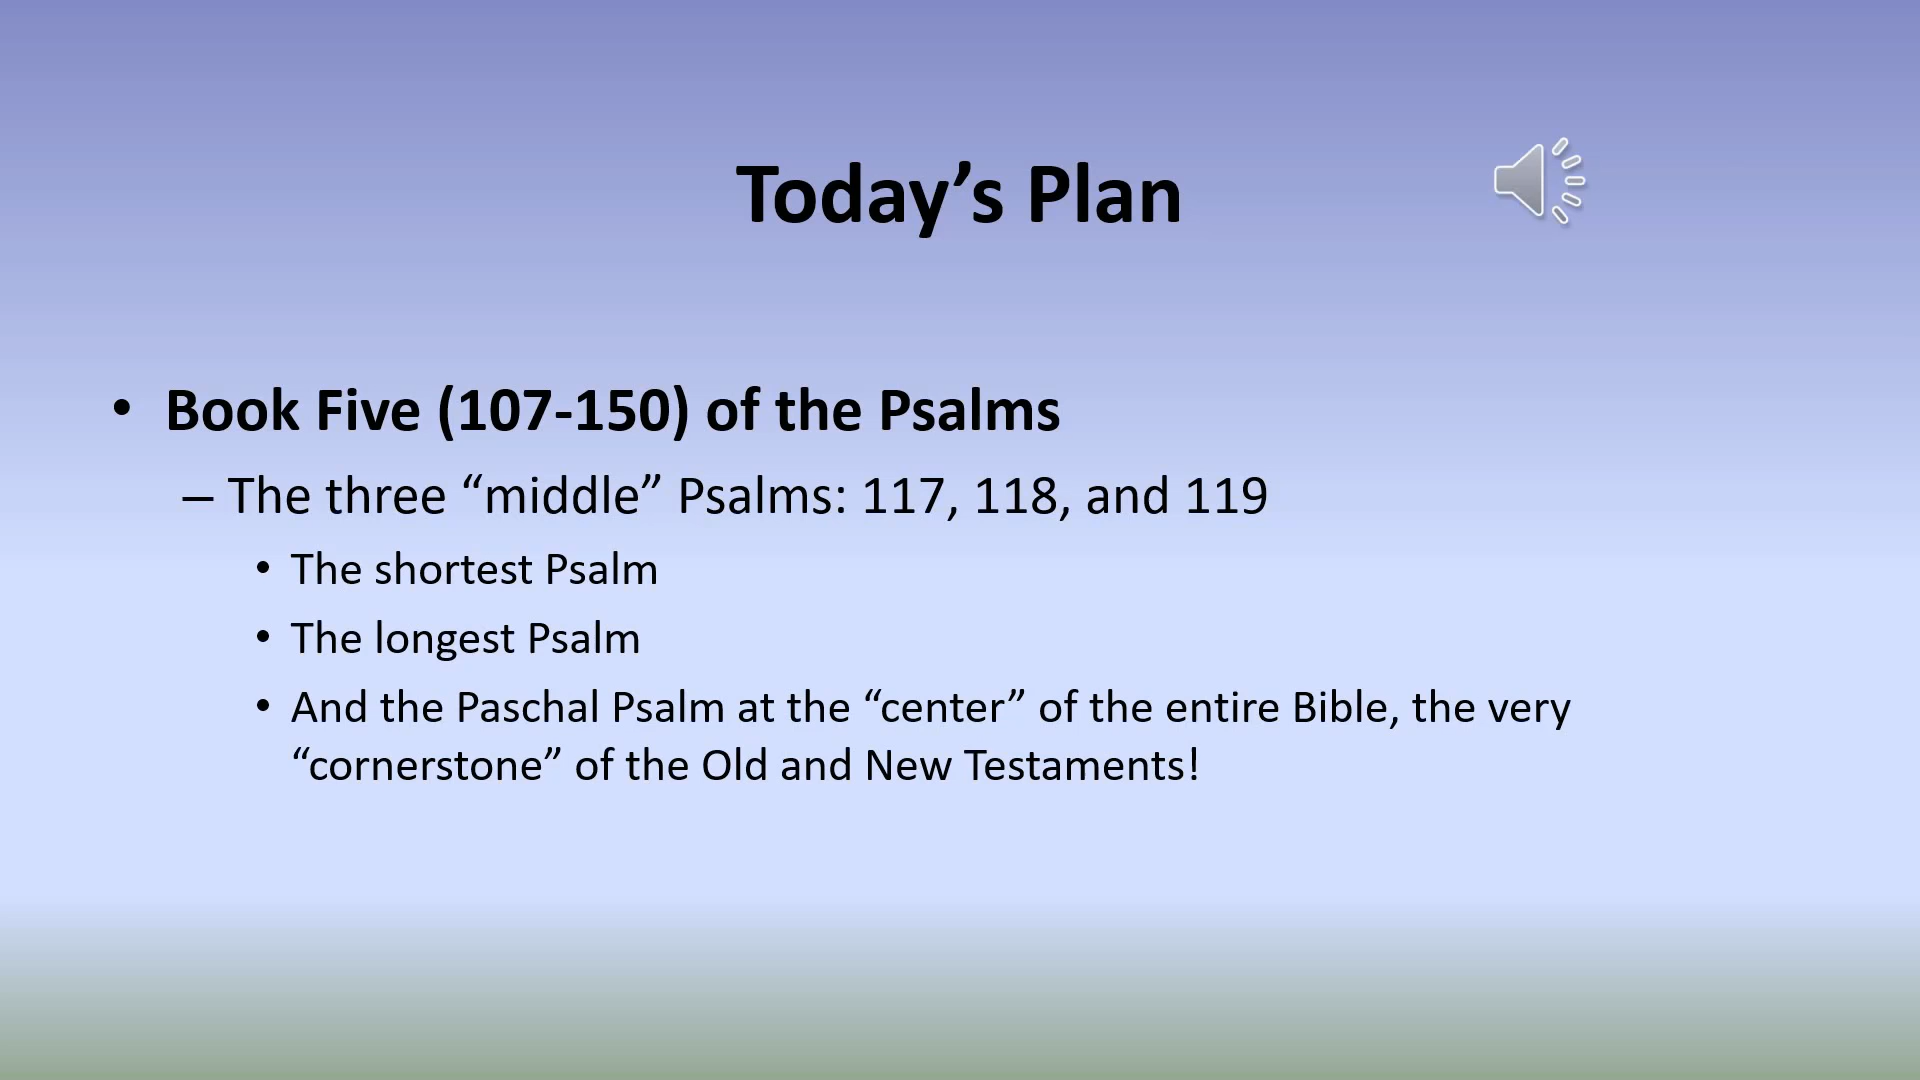 Today’s Plan
• Book Five (107-150) of the Psalms
– The three “middle” Psalms: 117, 118, and 119
• The shortest Psalm
• The longest Psalm
• And the Paschal Psalm at the “center” of the entire Bible, the very
“cornerstone” of the Old and New Testaments!